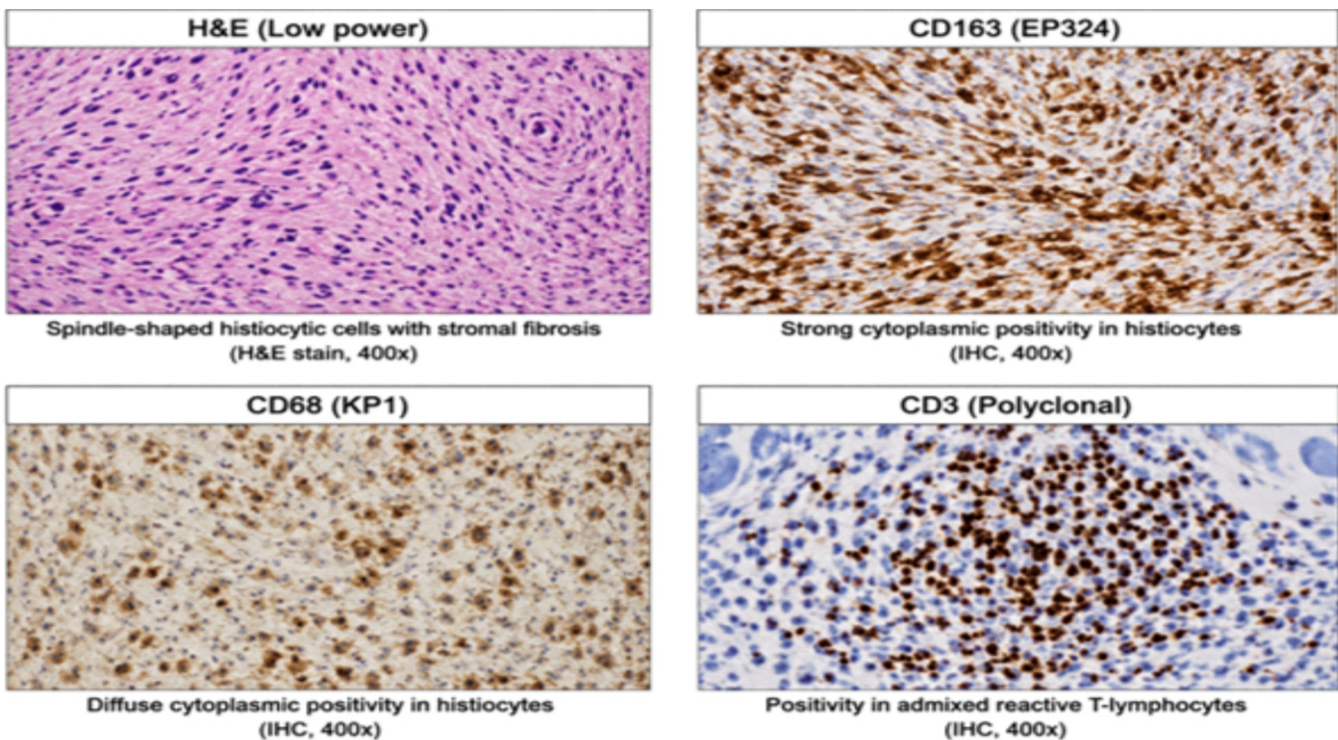 H&E (Low power)
Spindle-shaped histiocytic cells with stromal fibrosis
(H&E stain, 400x)
CD163 (EP324)
Strong cytoplasmic positivity in histiocytes
(IHC, 400x)
CD68 (KP1)
Diffuse cytoplasmic positivity in histiocytes
(IHC, 400x)
CD3 (Polyclonal)
Positivity in admixed reactive T-lymphocytes
(IHC, 400x)